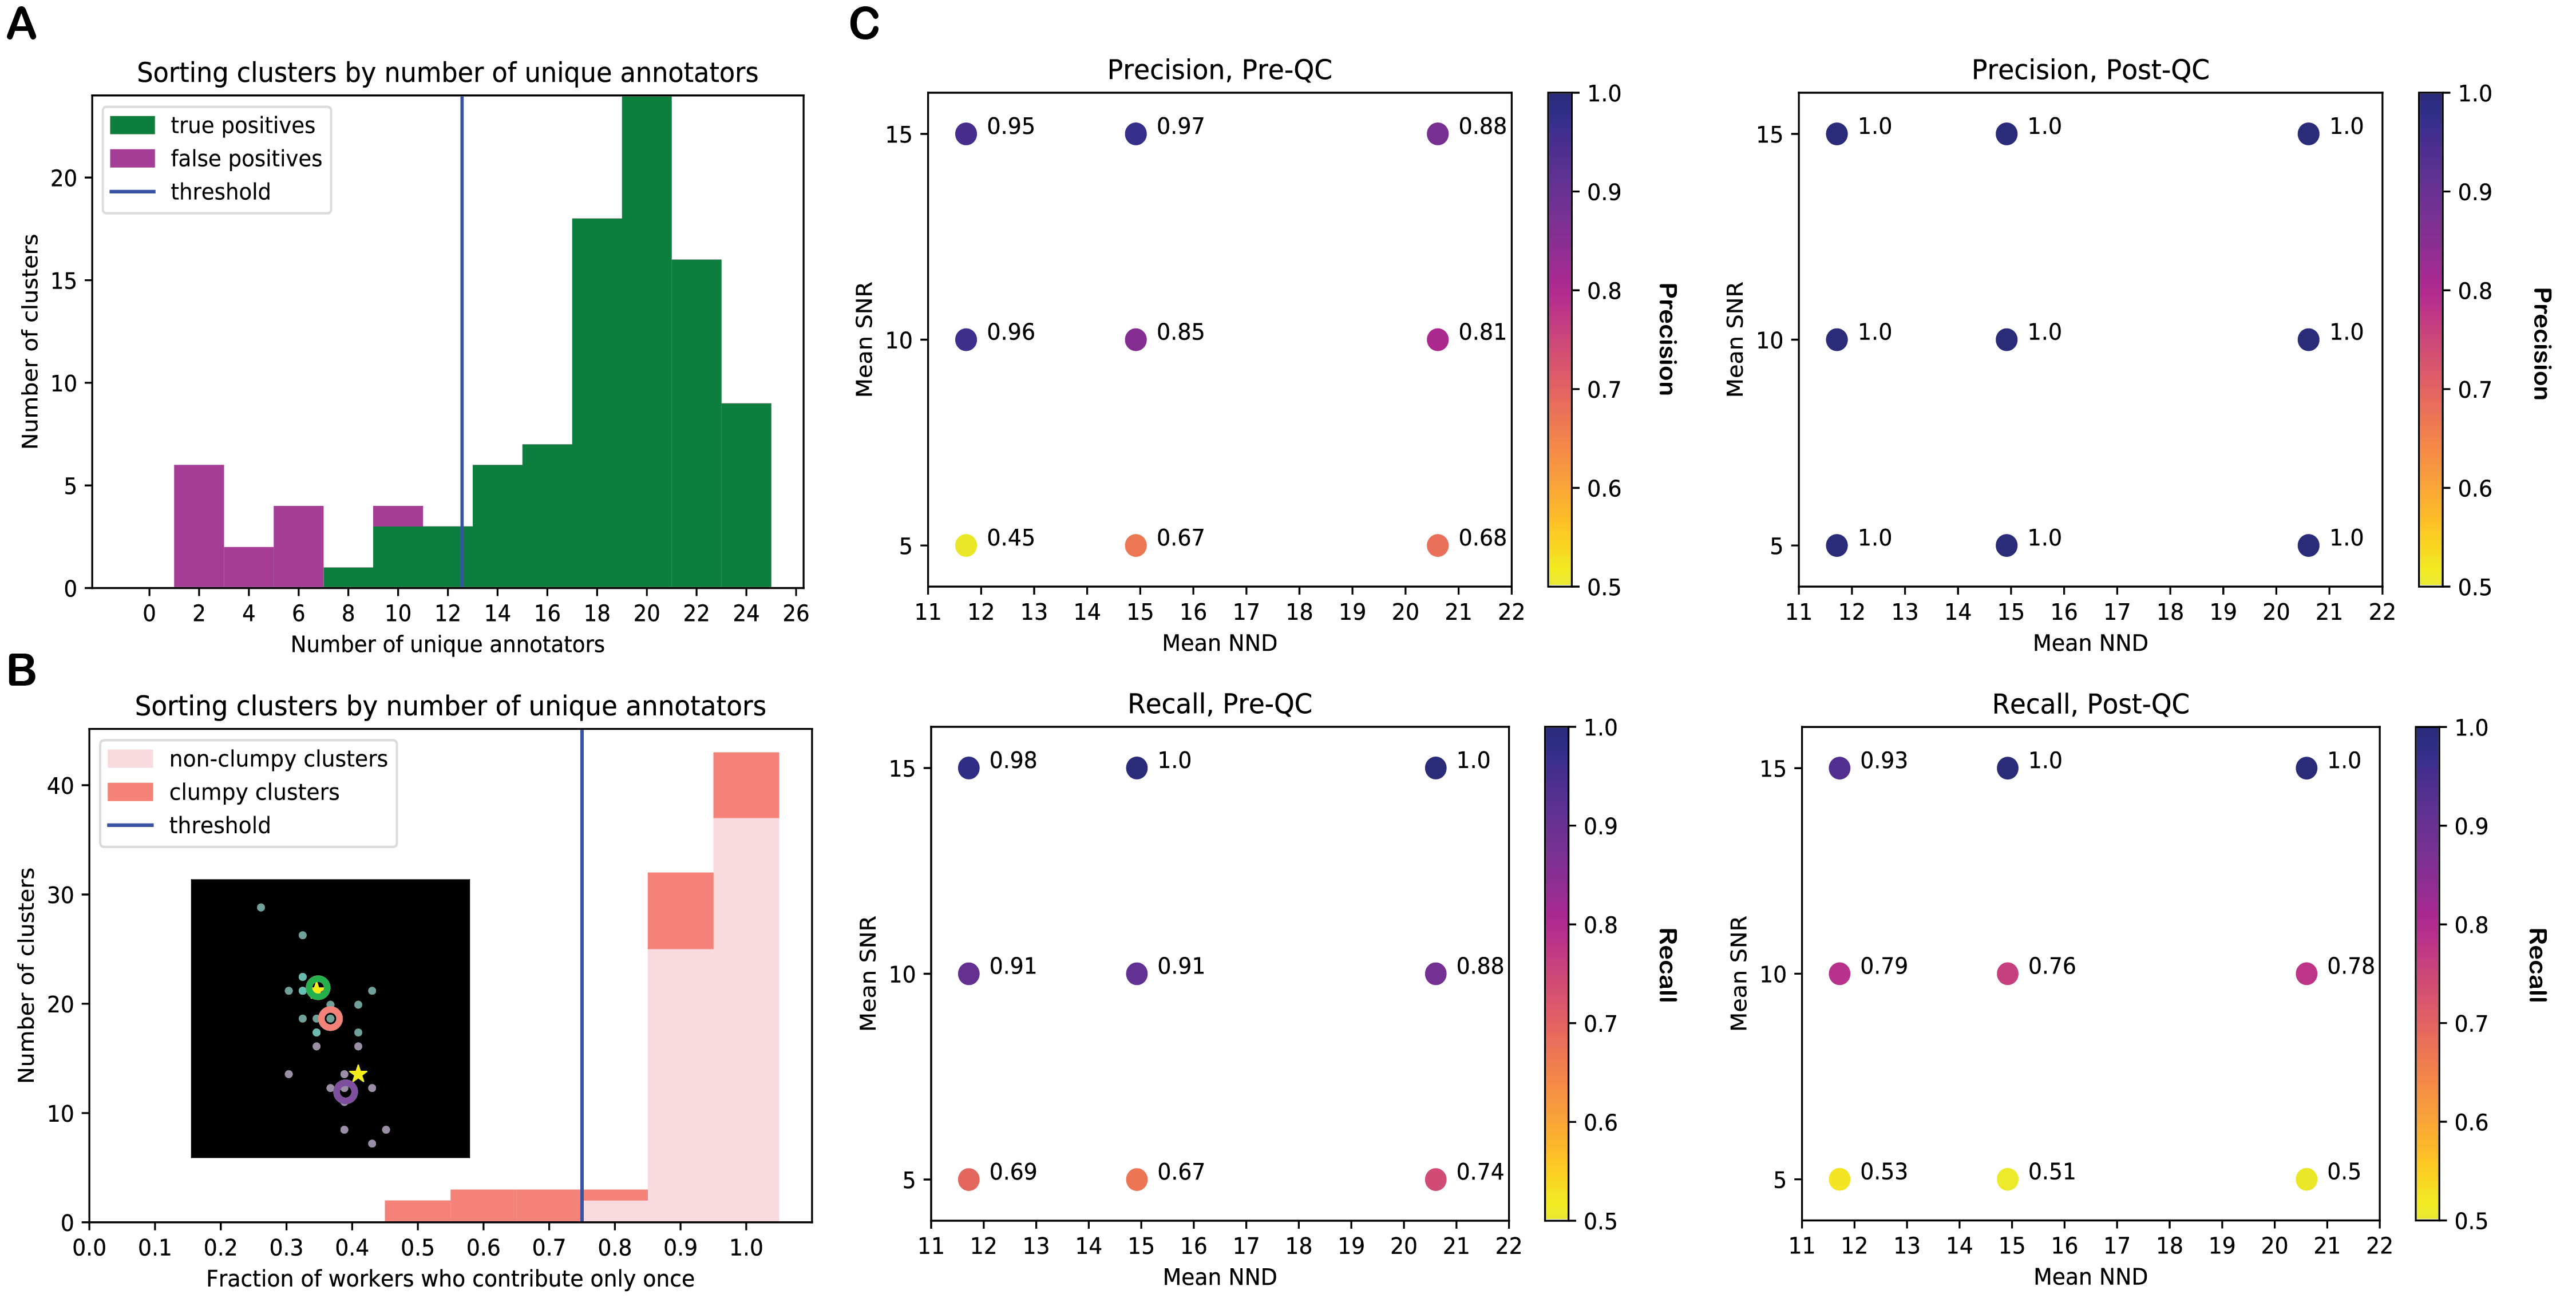 A
Sorting clusters by number of unique annotators
true positives
false positives
threshold
Number of clusters
20
15
10
5
0
0 2 4 6 8 10 12 14 16 18 20 22 24 26
Number of unique annotators
B
Sorting clusters by number of unique annotators
non-clumpy clusters
clumpy clusters
threshold
Number of clusters
40
30
20
10
0
0.0 0.1 0.2 0.3 0.4 0.5 0.6 0.7 0.8 0.9 1.0
Fraction of workers who contribute only once
C
Precision, Pre-QC
Mean SNR
15 0.95 0.97 0.88
10 0.96 0.85 0.81
5 0.45 0.67 0.68
11 12 13 14 15 16 17 18 19 20 21 22
Mean NND
1.0
0.9
0.8
0.7
0.6
0.5
Precision
Precision, Post-QC
Mean SNR
15 1.0 1.0 1.0
10 1.0 1.0 1.0
5 1.0 1.0 1.0
11 12 13 14 15 16 17 18 19 20 21 22
Mean NND
1.0
0.9
0.8
0.7
0.6
0.5
Precision
Recall, Pre-QC
Mean SNR
15 0.98 1.0 1.0
10 0.91 0.91 0.88
5 0.69 0.67 0.74
11 12 13 14 15 16 17 18 19 20 21 22
Mean NND
1.0
0.9
0.8
0.7
0.6
0.5
Recall
Recall, Post-QC
Mean SNR
15 0.93 1.0 1.0
10 0.79 0.76 0.78
5 0.53 0.51 0.5
11 12 13 14 15 16 17 18 19 20 21 22
Mean NND
1.0
0.9
0.8
0.7
0.6
0.5
Recall